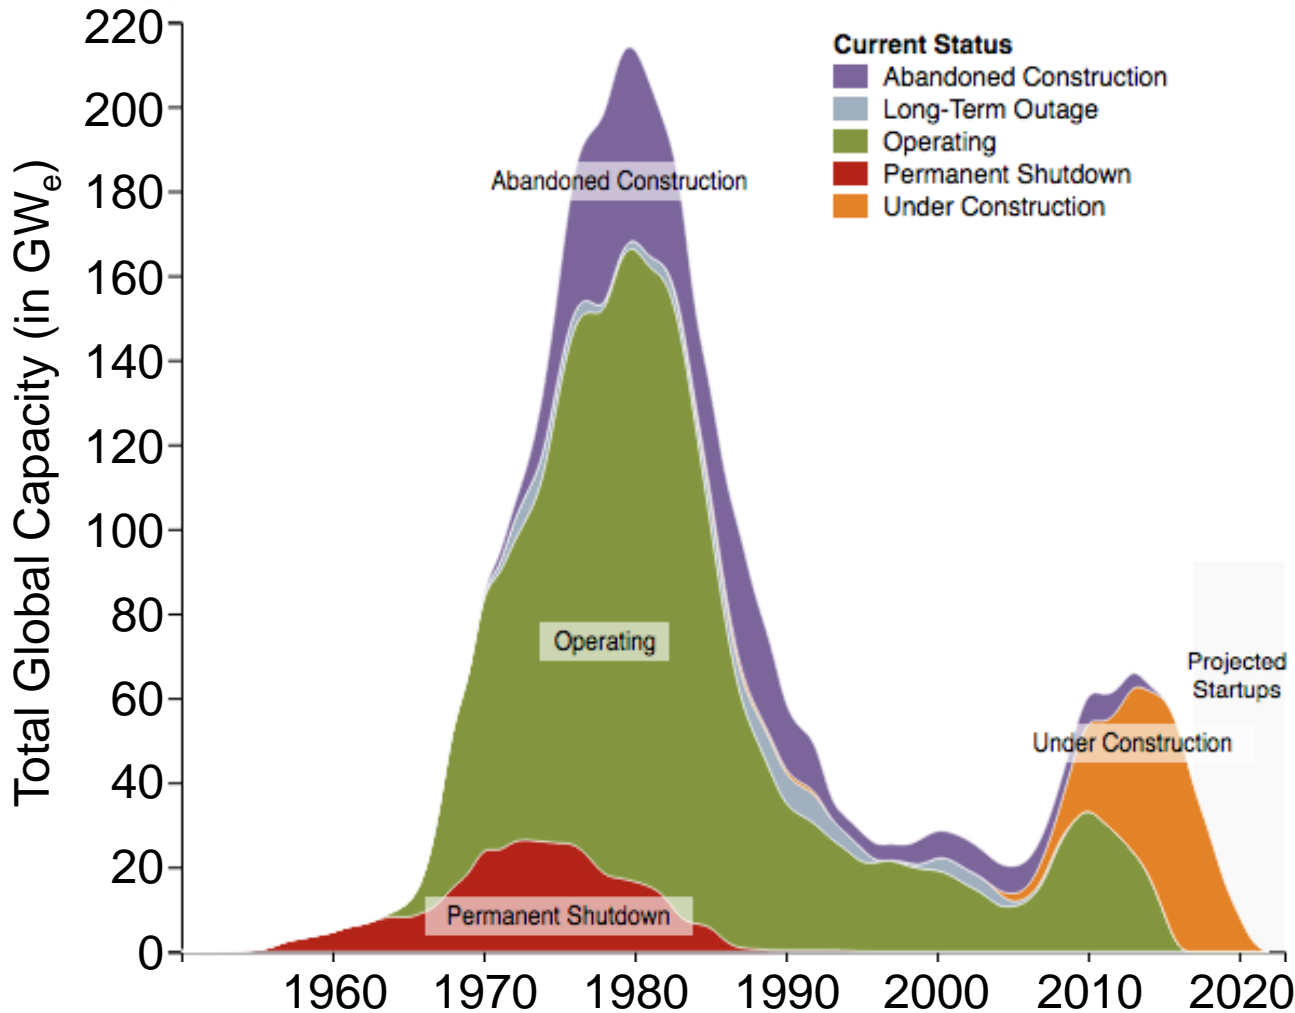 Total Global Capacity (in GWe)
220
200
180
160
140
120
100
80
60
40
20
0
Current Status
Abandoned Construction
Long-Term Outage
Operating
Permanent Shutdown
Under Construction
Abandoned Construction
Operating
Permanent Shutdown
Under Construction
Projected
Startups
1960 1970 1980 1990 2000 2010 2020